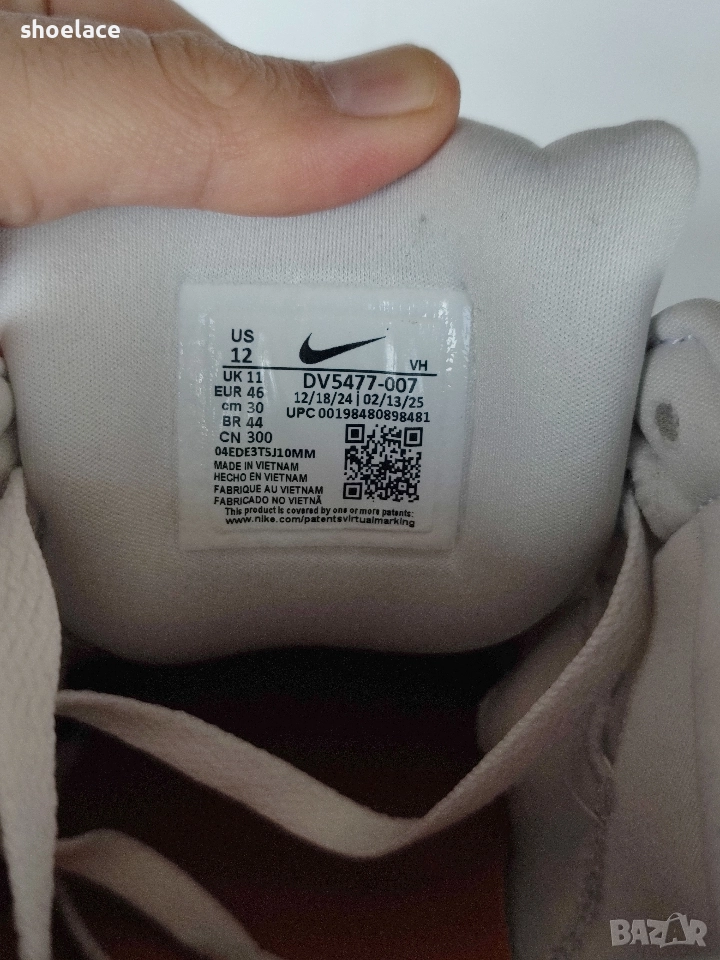 shoelace
US
12
VH
UK 11
EUR 46
cm 30
BR 44
CN 300
DV5477-007
12/18/24 | 02/13/25
UPC 00198480898481
04EDE3T5J10MM
MADE IN VIETNAM
HECHO EN VIETNAM
FABRIQUE AU VIETNAM
FABRICADO NO VIETNÃ
This product is covered by one or more patents:
www.nike.com/patentsvirtualmarking
BAZAR